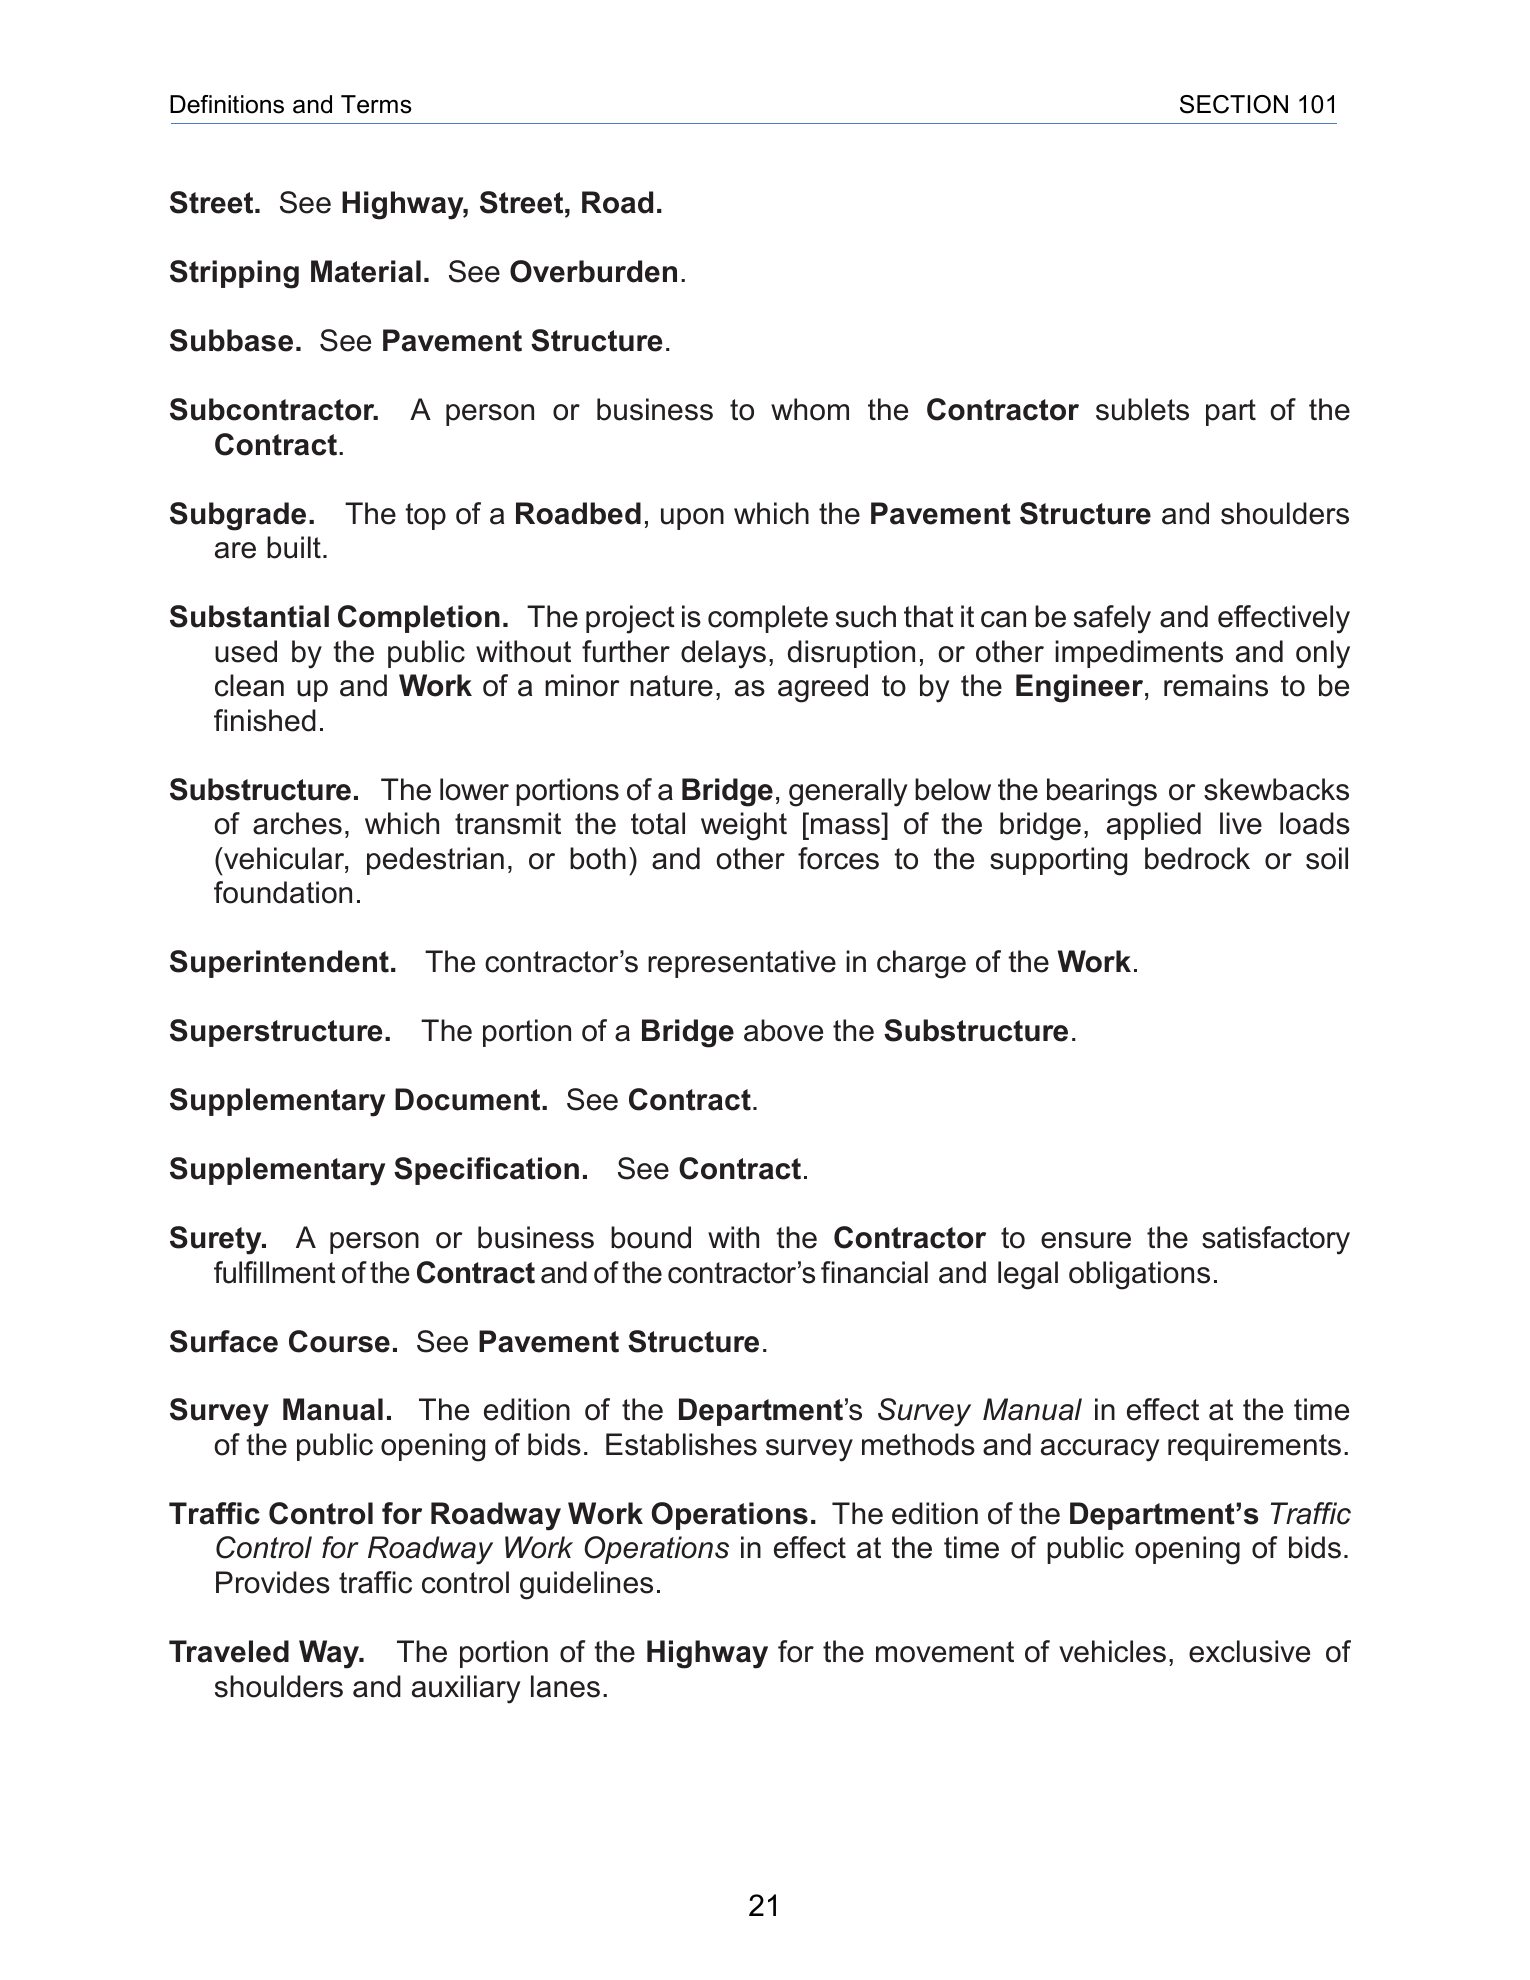 Definitions and Terms SECTION 101
Street. See Highway, Street, Road.
Stripping Material. See Overburden.
Subbase. See Pavement Structure.
Subcontractor. A person or business to whom the Contractor sublets part of the
Contract.
Subgrade. The top of a Roadbed, upon which the Pavement Structure and shoulders
are built.
Substantial Completion. The project is complete such that it can be safely and effectively
used by the public without further delays, disruption, or other impediments and only
clean up and Work of a minor nature, as agreed to by the Engineer, remains to be
finished.
Substructure. The lower portions of a Bridge, generally below the bearings or skewbacks
of arches, which transmit the total weight [mass] of the bridge, applied live loads
(vehicular, pedestrian, or both) and other forces to the supporting bedrock or soil
foundation.
Superintendent. The contractor’s representative in charge of the Work.
Superstructure. The portion of a Bridge above the Substructure.
Supplementary Document. See Contract.
Supplementary Specification. See Contract.
Surety. A person or business bound with the Contractor to ensure the satisfactory
fulfillment of the Contract and of the contractor’s financial and legal obligations.
Surface Course. See Pavement Structure.
Survey Manual. The edition of the Department’s Survey Manual in effect at the time
of the public opening of bids. Establishes survey methods and accuracy requirements.
Traffic Control for Roadway Work Operations. The edition of the Department’s Traffic
Control for Roadway Work Operations in effect at the time of public opening of bids.
Provides traffic control guidelines.
Traveled Way. The portion of the Highway for the movement of vehicles, exclusive of
shoulders and auxiliary lanes.
21